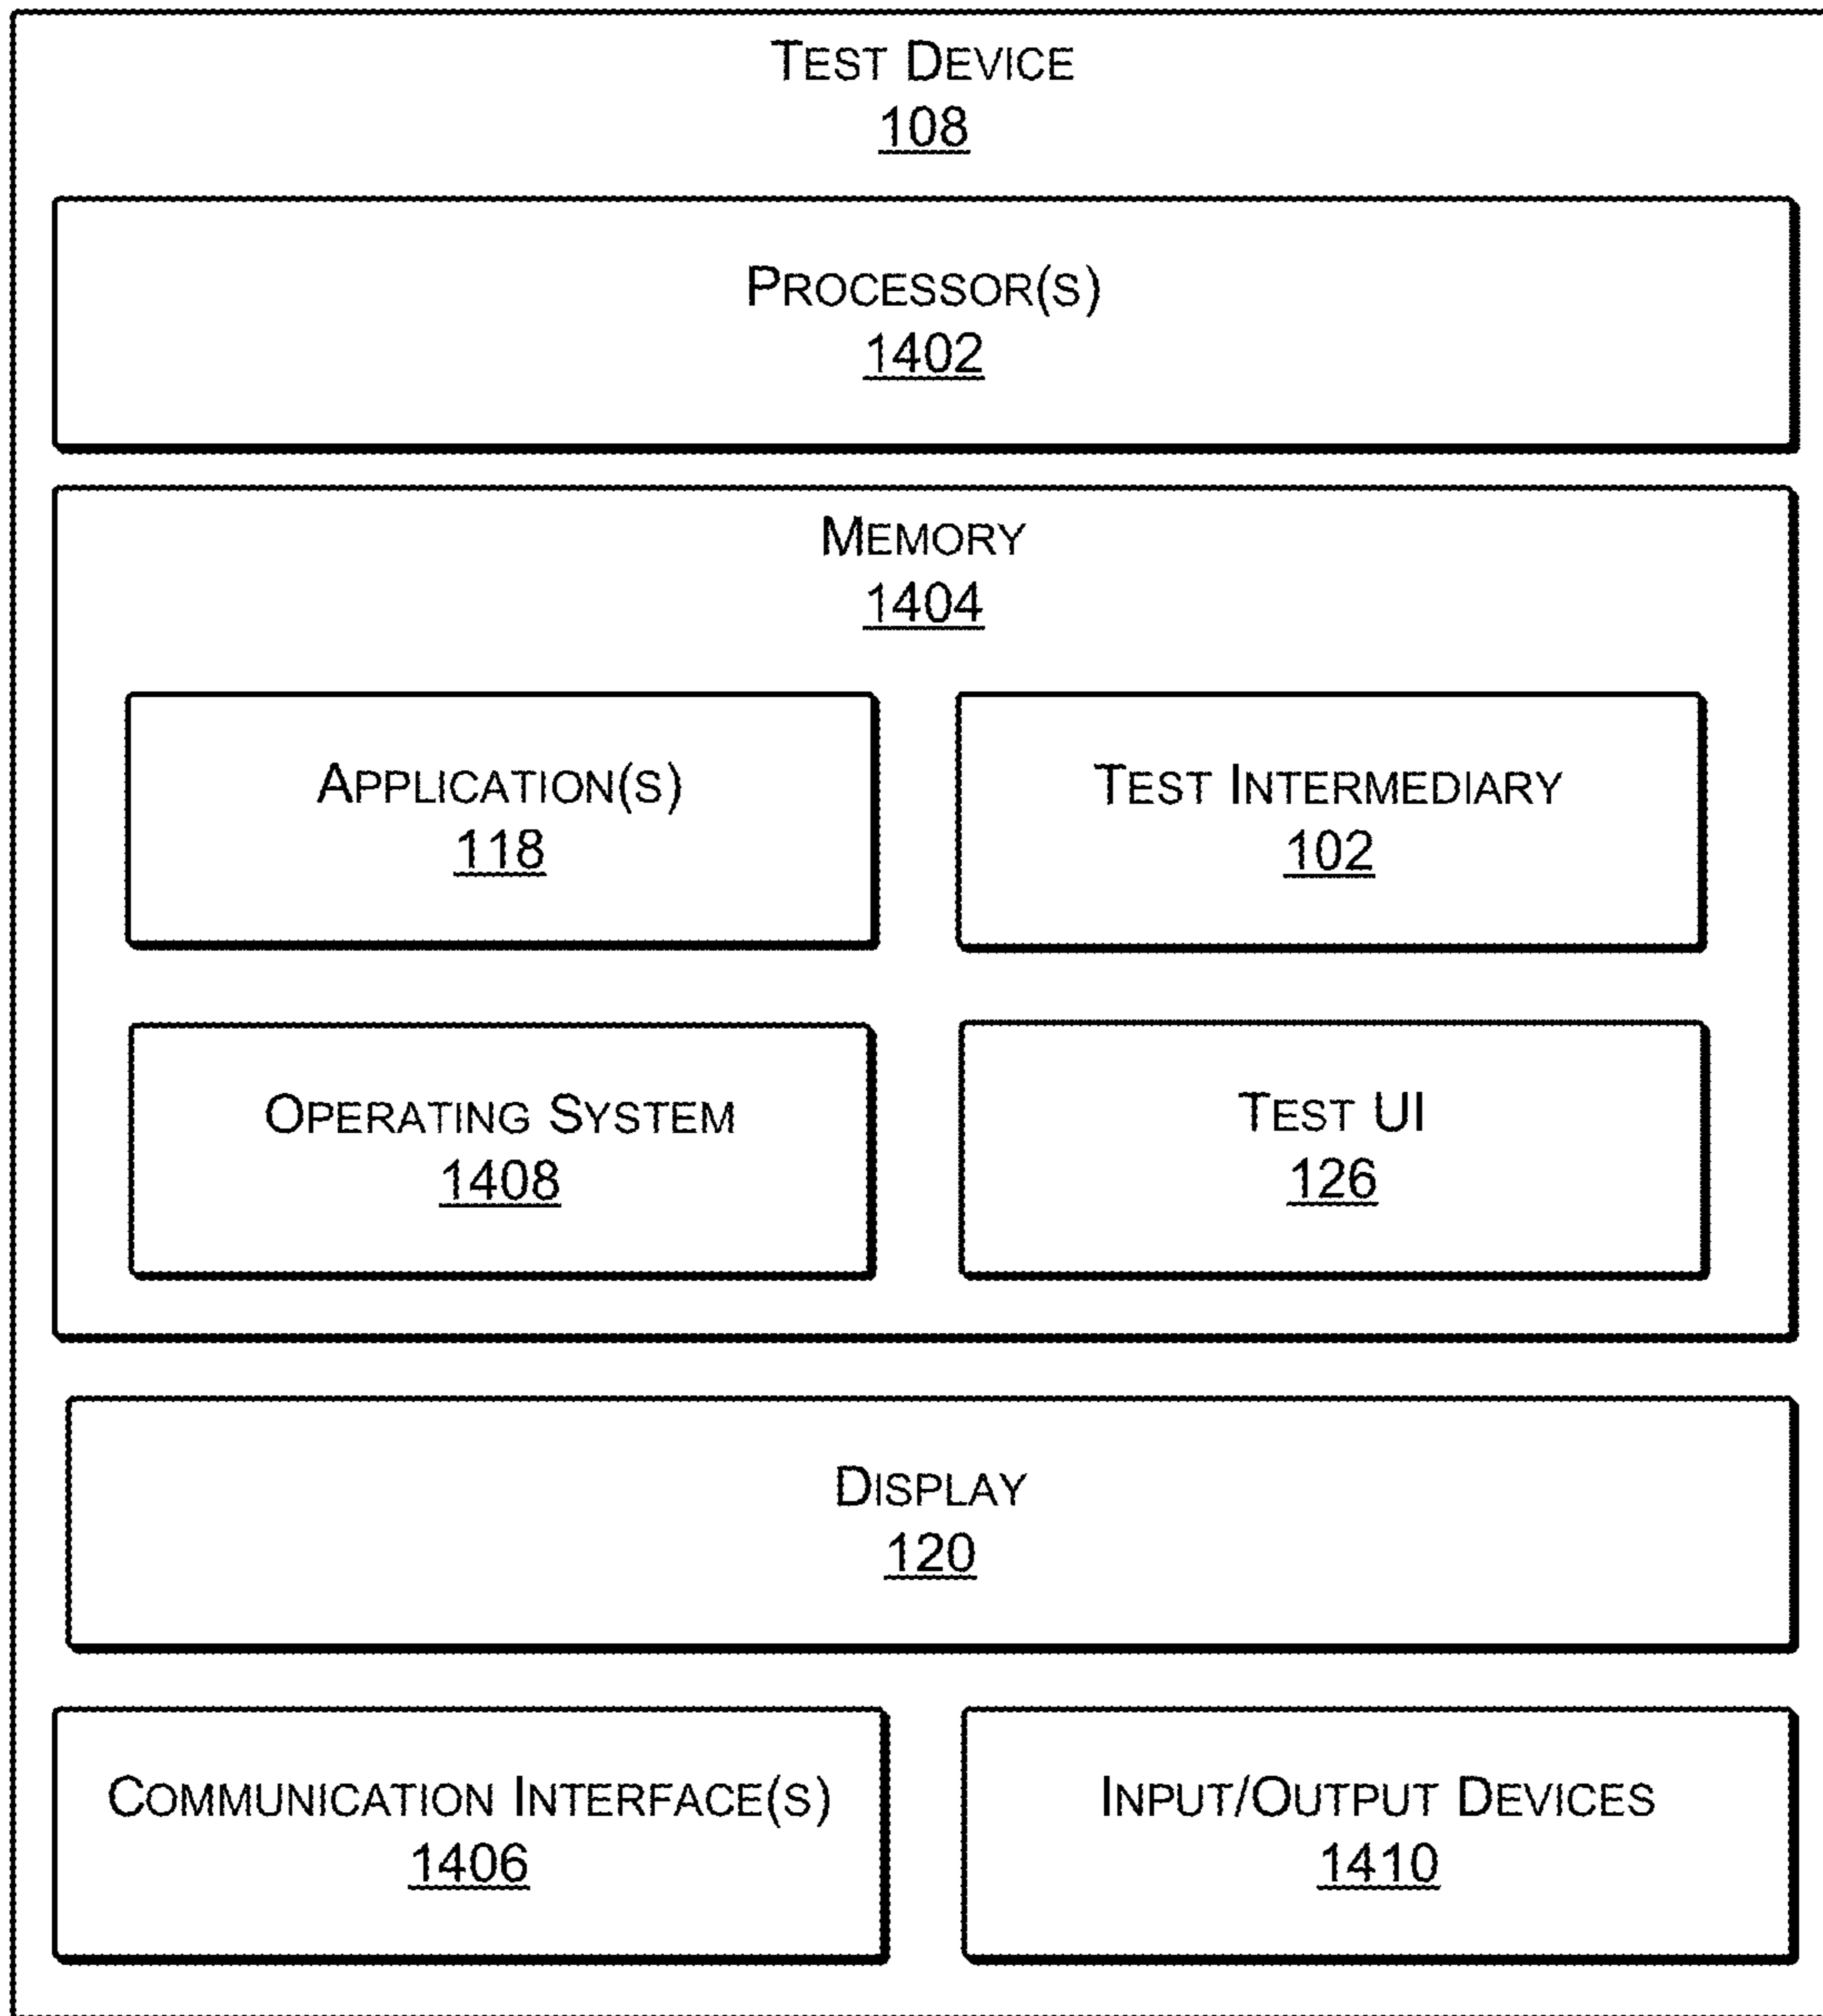 TEST DEVICE
108
PROCESSOR(S)
1402
MEMORY
1404
APPLICATION(S)
118
TEST INTERMEDIARY
102
OPERATING SYSTEM
1408
TEST UI
126
DISPLAY
120
COMMUNICATION INTERFACE(S)
1406
INPUT/OUTPUT DEVICES
1410